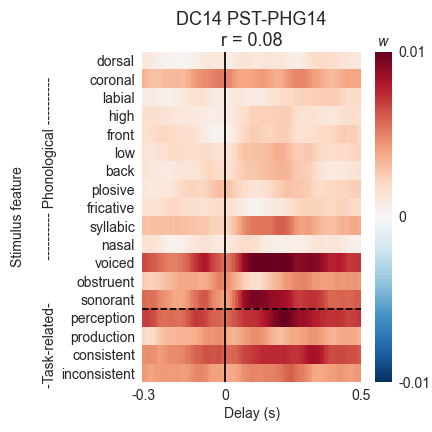 DC14 PST-PHG14
r = 0.08
w
dorsal
coronal
labial
high
front
low
back
plosive
fricative
syllabic
nasal
voiced
obstruent
sonorant
perception
production
consistent
inconsistent
Stimulus feature
-Task-related- ----------- Phonological ----------
-0.3
0
0.5
Delay (s)
0.01
0
-0.01